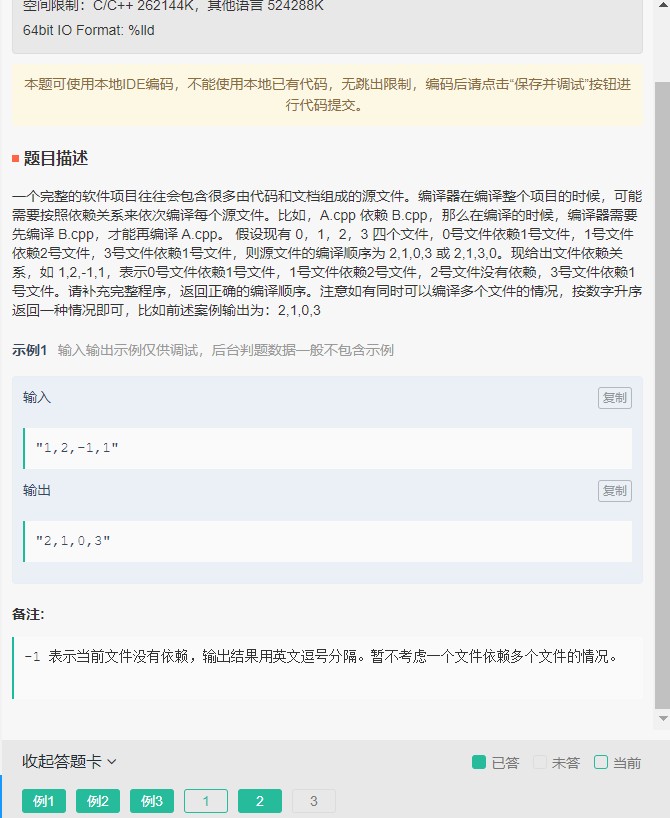 空间限制：C/C++ 262144K，其他语言 524288K
64bit IO Format: %lld
本题可使用本地IDE编码，不能使用本地已有代码，无跳出限制，编码后请点击“保存并调试”按钮进
行代码提交。
题目描述
一个完整的软件项目往往会包含很多由代码和文档组成的源文件。编译器在编译整个项目的时候，可能
需要按照依赖关系来依次编译每个源文件。比如，A.cpp 依赖 B.cpp，那么在编译的时候，编译器需要
先编译 B.cpp，才能再编译 A.cpp。 假设现有 0，1，2，3 四个文件，0号文件依赖1号文件，1号文件
依赖2号文件，3号文件依赖1号文件，则源文件的编译顺序为 2,1,0,3 或 2,1,3,0。现给出文件依赖关
系，如 1,2,-1,1，表示0号文件依赖1号文件，1号文件依赖2号文件，2号文件没有依赖，3号文件依赖1
号文件。请补充完整程序，返回正确的编译顺序。注意如有同时可以编译多个文件的情况，按数字升序
返回一种情况即可，比如前述案例输出为：2,1,0,3
示例1 输入输出示例仅供调试，后台判题数据一般不包含示例
输入 复制
"1,2,-1,1"
输出 复制
"2,1,0,3"
备注:
-1 表示当前文件没有依赖，输出结果用英文逗号分隔。暂不考虑一个文件依赖多个文件的情况。
收起答题卡 已答 未答 当前
例1 例2 例3 1 2 3